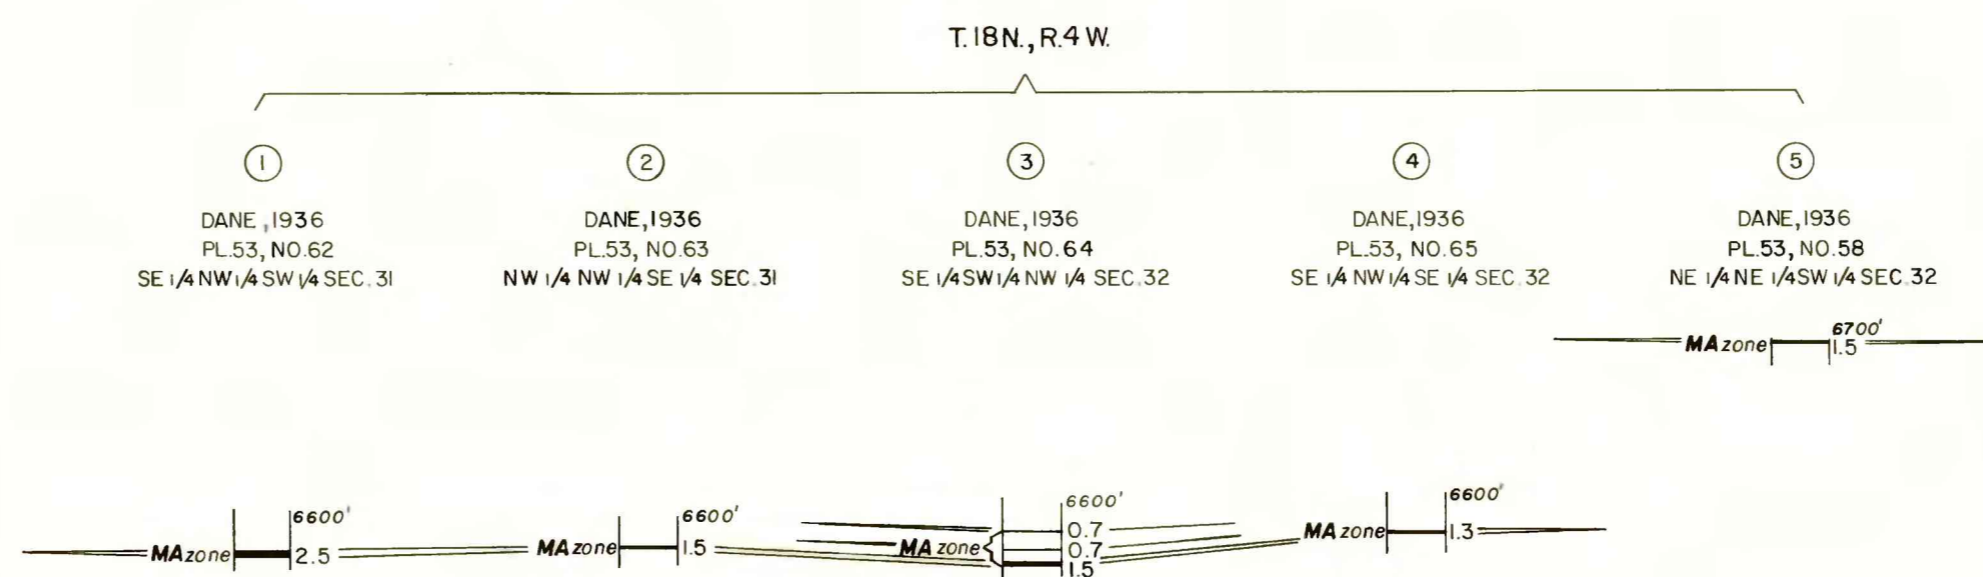 T.18N., R.4W.
1
2
3
4
5
DANE, 1936
PL.53, NO.62
SE 1/4 NW 1/4 SW 1/4 SEC. 31
DANE, 1936
PL.53, NO.63
NW 1/4 NW 1/4 SE 1/4 SEC. 31
DANE, 1936
PL.53, NO.64
SE 1/4 SW 1/4 NW 1/4 SEC. 32
DANE, 1936
PL.53, NO.65
SE 1/4 NW 1/4 SE 1/4 SEC. 32
DANE, 1936
PL.53, NO.58
NE 1/4 NE 1/4 SW 1/4 SEC. 32
6700'
MA zone 1.5
6600'
MA zone 2.5
6600'
MA zone 1.5
6600'
0.7
MA zone 0.7
1.5
6600'
MA zone 1.3